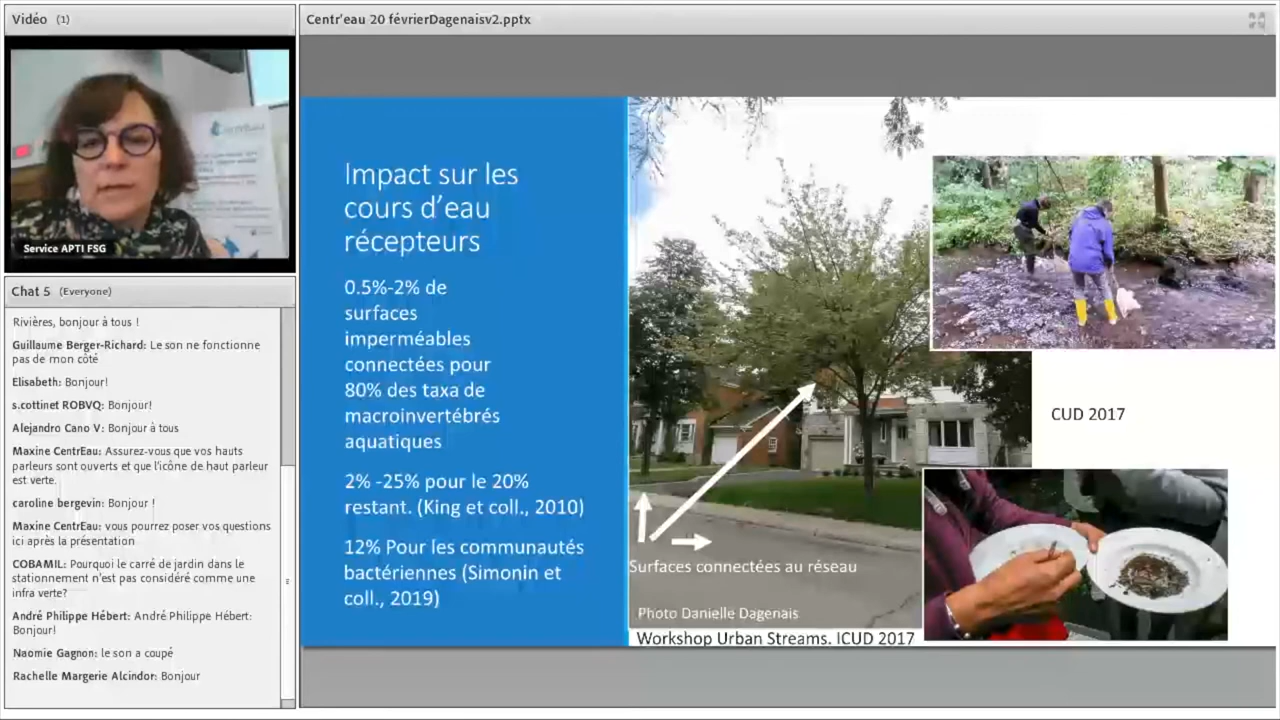 Vidéo (1)
Service APTI FSG
Chat 5 (Everyone)
Rivières, bonjour à tous !
Guillaume Berger-Richard: Le son ne fonctionne
pas de mon côté
Elisabeth: Bonjour!
s.cottinet ROBVQ: Bonjour!
Alejandro Cano V: Bonjour à tous
Maxine CentrEau: Assurez-vous que vos hauts
parleurs sont ouverts et que l'icône de haut parleur
est verte.
caroline bergevin: Bonjour !
Maxine CentrEau: vous pourrez poser vos questions
ici après la présentation
COBAMIL: Pourquoi le carré de jardin dans le
stationnement n'est pas considéré comme une
infra verte?
André Philippe Hébert: André Philippe Hébert:
Bonjour!
Naomie Gagnon: le son a coupé
Rachelle Margerie Alcindor: Bonjour
Centr'eau 20 févrierDagenaisv2.pptx
Impact sur les
cours d'eau
récepteurs
0.5%-2% de
surfaces
imperméables
connectées pour
80% des taxa de
macroinvertébrés
aquatiques
2% -25% pour le 20%
restant. (King et coll., 2010)
12% Pour les communautés
bactériennes (Simonin et
coll., 2019)
Surfaces connectées au réseau
Photo Danielle Dagenais
Workshop Urban Streams. ICUD 2017
CUD 2017